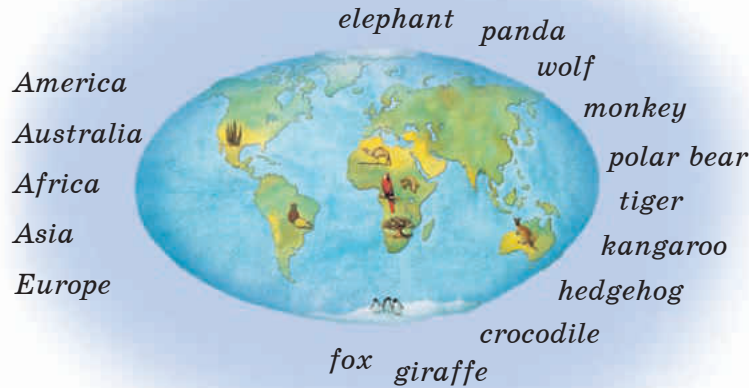 elephant
panda
wolf
America
monkey
Australia
polar bear
Africa
tiger
Asia
kangaroo
Europe
hedgehog
crocodile
fox
giraffe